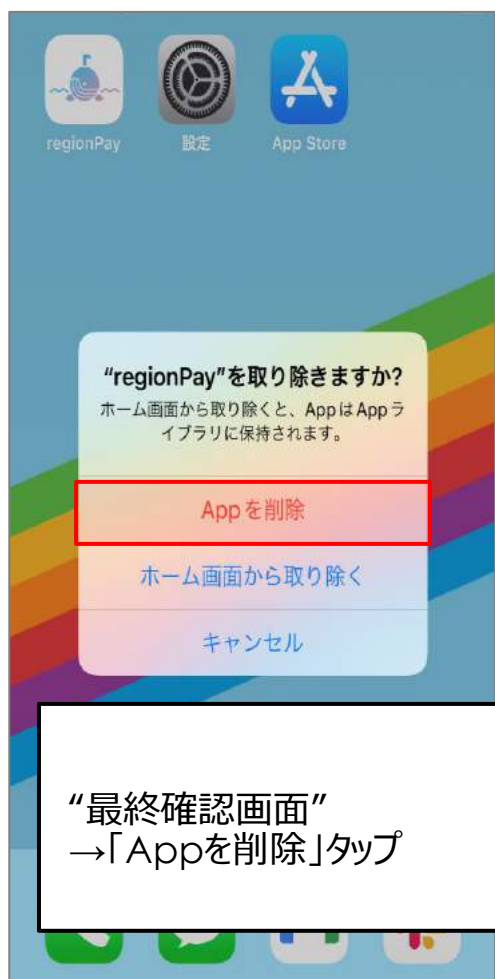 regionPay
設定
App Store
“regionPay”を取り除きますか?
ホーム画面から取り除くと、AppはAppラ
イブラリに保持されます。
Appを削除
ホーム画面から取り除く
キャンセル
“最終確認画面”
→「Appを削除」タップ